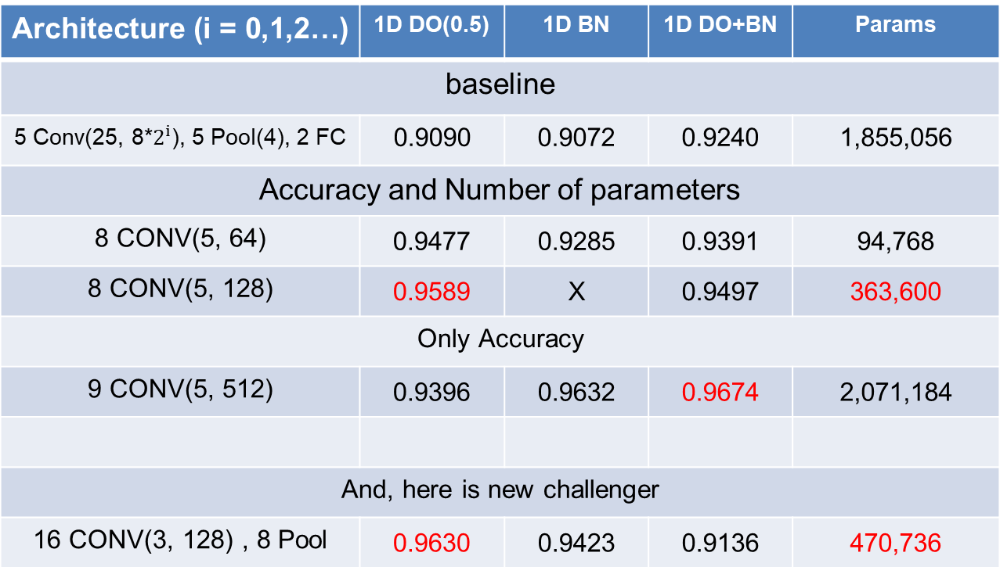 Architecture (i = 0,1,2…) 1D DO(0.5) 1D BN 1D DO+BN Params
baseline
5 Conv(25, 8*2ⁱ), 5 Pool(4), 2 FC 0.9090 0.9072 0.9240 1,855,056
Accuracy and Number of parameters
8 CONV(5, 64) 0.9477 0.9285 0.9391 94,768
8 CONV(5, 128) 0.9589 X 0.9497 363,600
Only Accuracy
9 CONV(5, 512) 0.9396 0.9632 0.9674 2,071,184
And, here is new challenger
16 CONV(3, 128) , 8 Pool 0.9630 0.9423 0.9136 470,736